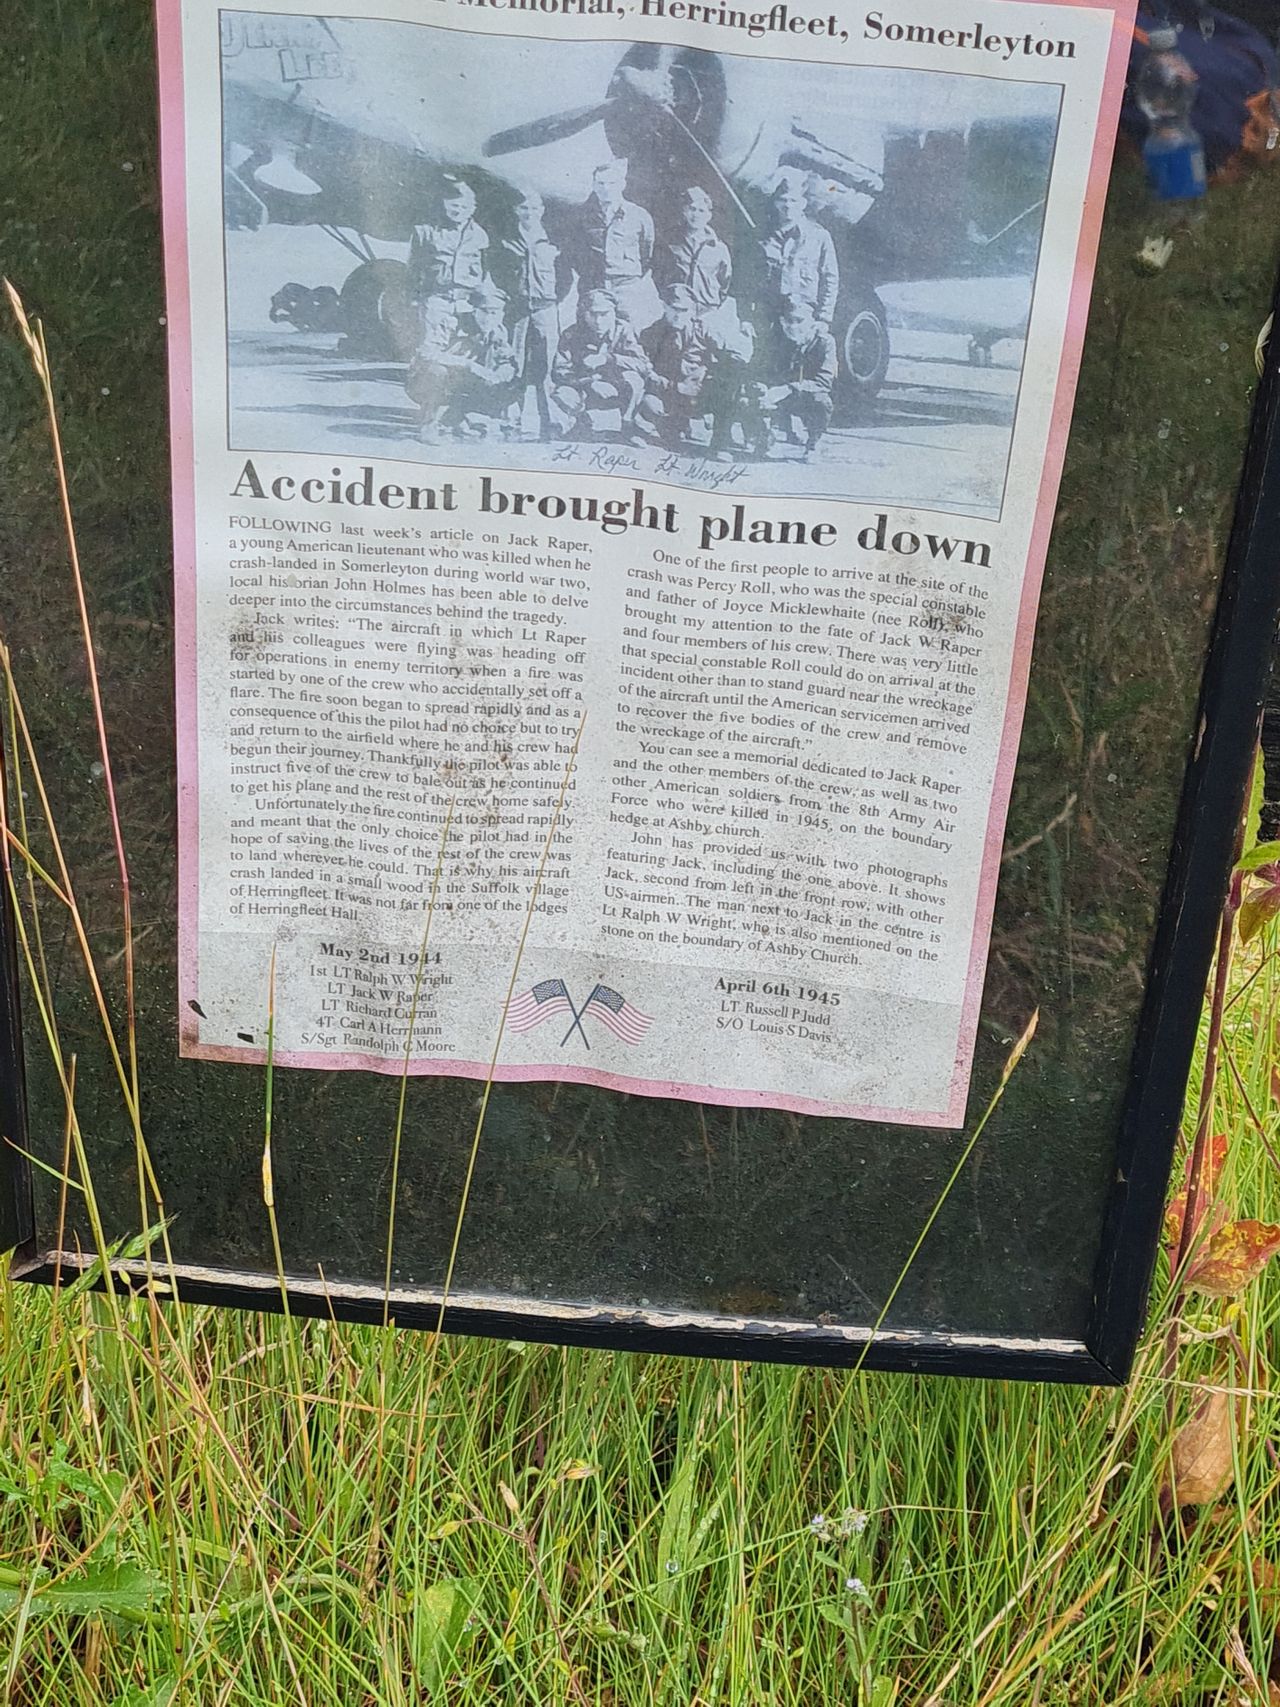 Memorial, Herringfleet, Somerleyton
Lt Raper Lt Wright
Accident brought plane down
FOLLOWING last week's article on Jack Raper,
a young American lieutenant who was killed when he
crash-landed in Somerleyton during world war two,
local historian John Holmes has been able to delve
deeper into the circumstances behind the tragedy.
Jack writes: "The aircraft in which Lt Raper
and his colleagues were flying was heading off
for operations in enemy territory when a fire was
started by one of the crew who accidentally set off a
flare. The fire soon began to spread rapidly and as a
consequence of this the pilot had no choice but to try
and return to the airfield where he and his crew had
begun their journey. Thankfully the pilot was able to
instruct five of the crew to bale out as he continued
to get his plane and the rest of the crew home safely.
Unfortunately the fire continued to spread rapidly
and meant that the only choice the pilot had in the
hope of saving the lives of the rest of the crew was
to land wherever he could. That is why his aircraft
crash landed in a small wood in the Suffolk village
of Herringfleet. It was not far from one of the lodges
of Herringfleet Hall.
One of the first people to arrive at the site of the
crash was Percy Roll, who was the special constable
and father of Joyce Micklewhaite (nee Roll), who
brought my attention to the fate of Jack W Raper
and four members of his crew. There was very little
that special constable Roll could do on arrival at the
incident other than to stand guard near the wreckage
of the aircraft until the American servicemen arrived
to recover the five bodies of the crew and remove
the wreckage of the aircraft."
You can see a memorial dedicated to Jack Raper
and the other members of the crew, as well as two
other American soldiers from the 8th Army Air
Force who were killed in 1945, on the boundary
hedge at Ashby church.
John has provided us with two photographs
featuring Jack, including the one above. It shows
Jack, second from left in the front row, with other
US airmen. The man next to Jack in the centre is
Lt Ralph W Wright, who is also mentioned on the
stone on the boundary of Ashby Church.
May 2nd 1944
1st LT Ralph W Wright
LT Jack W Raper
LT Richard Curran
4T Carl A Herrmann
S/Sgt Randolph C Moore
April 6th 1945
LT Russell P Judd
S/O Louis S Davis